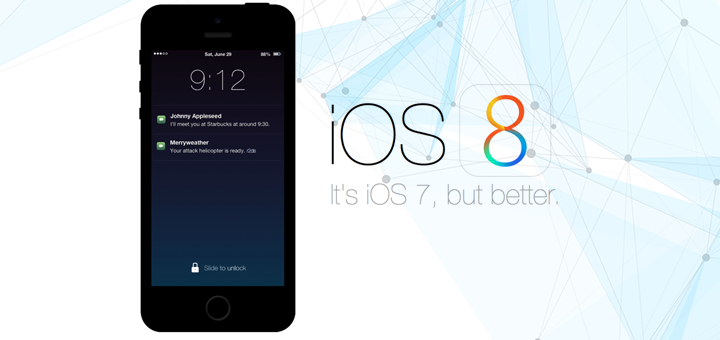 Sat, June 29
88%
9:12
Johnny Appleseed
I'll meet you at Starbucks at around 9:30.
Merryweather
Your attack helicopter is ready.
Slide to unlock
iOS 8
It's iOS 7, but better.